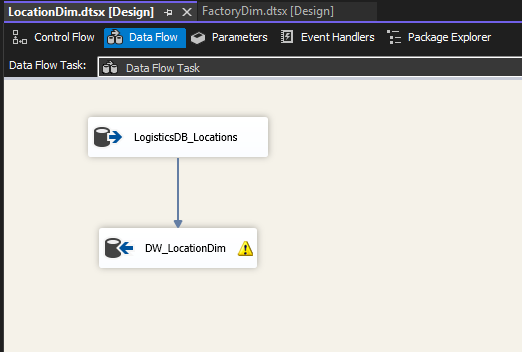 LocationDim.dtsx [Design] FactoryDim.dtsx [Design]
Control Flow Data Flow Parameters Event Handlers Package Explorer
Data Flow Task: Data Flow Task
LogisticsDB_Locations
DW_LocationDim